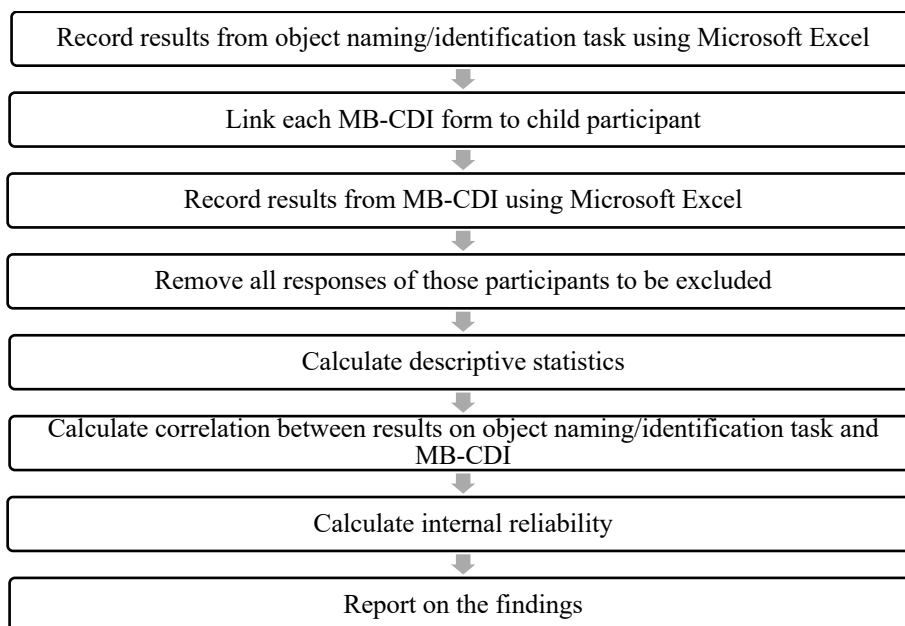 Record results from object naming/identification task using Microsoft Excel
Link each MB-CDI form to child participant
Record results from MB-CDI using Microsoft Excel
Remove all responses of those participants to be excluded
Calculate descriptive statistics
Calculate correlation between results on object naming/identification task and
MB-CDI
Calculate internal reliability
Report on the findings